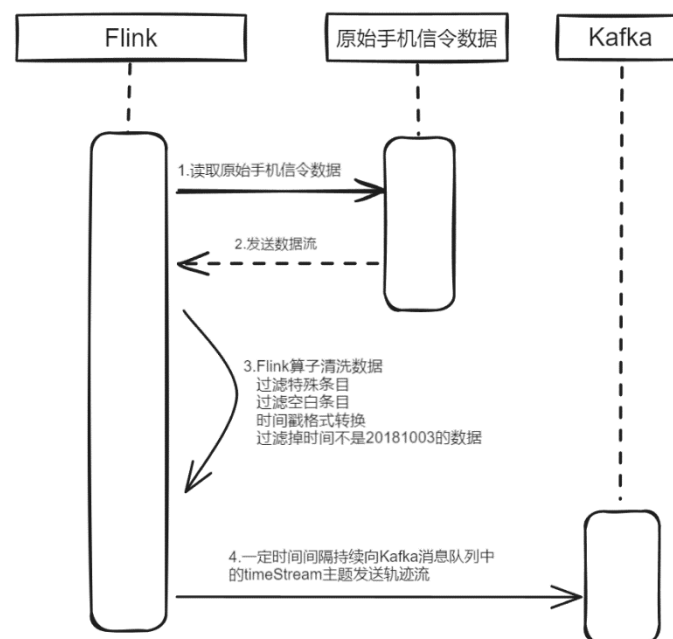 Flink
原始手机信令数据
Kafka
1.读取原始手机信令数据
2.发送数据流
3.Flink算子清洗数据
过滤特殊条目
过滤空白条目
时间戳格式转换
过滤掉时间不是20181003的数据
4.一定时间间隔持续向Kafka消息队列中
的timeStream主题发送轨迹流